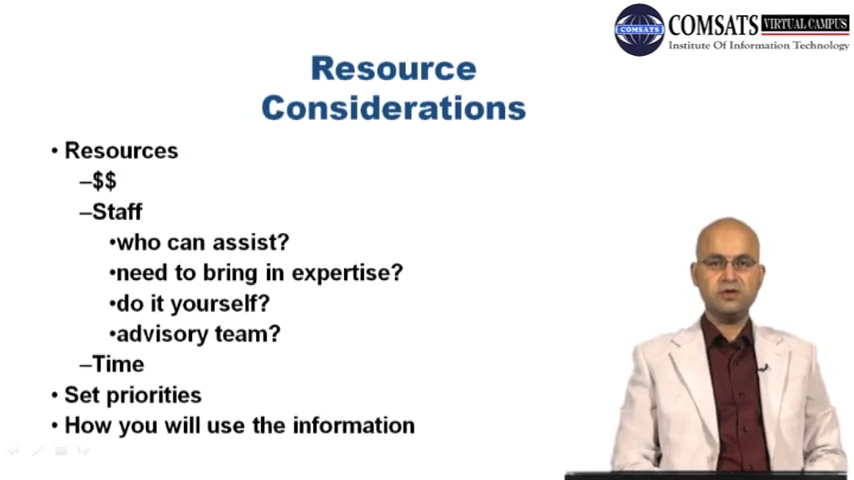 COMSATS VIRTUAL CAMPUS
Institute Of Information Technology
COMSATS
Resource
Considerations
• Resources
–$$
–Staff
•who can assist?
•need to bring in expertise?
•do it yourself?
•advisory team?
–Time
• Set priorities
• How you will use the information